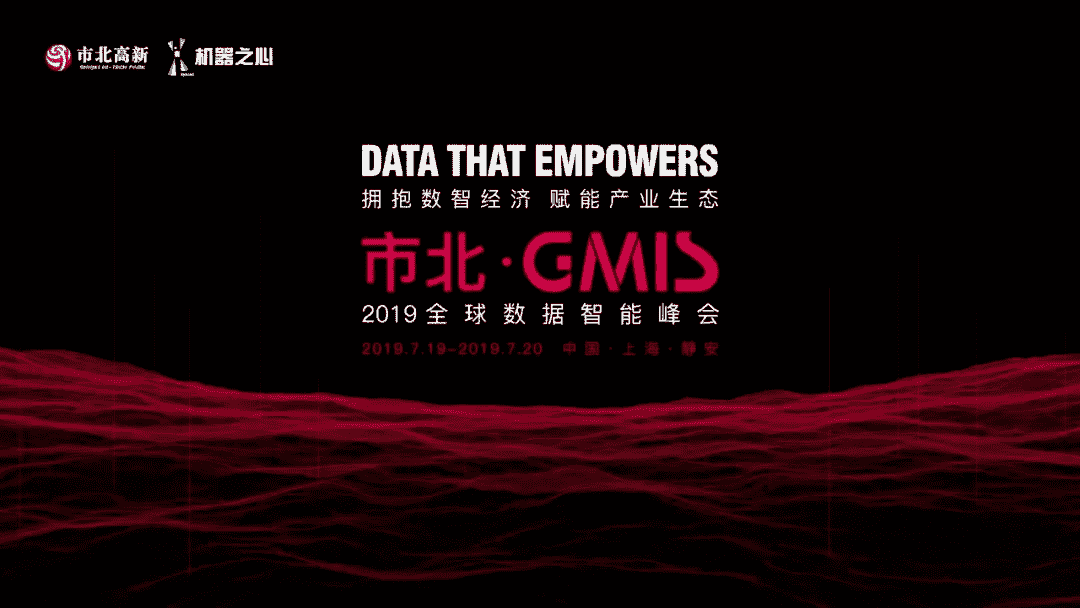 市北高新 机器之心
DATA THAT EMPOWERS
拥抱数智经济 赋能产业生态
市北·GMIS
2019全球数据智能峰会
2019.7.19-2019.7.20 中国·上海·静安